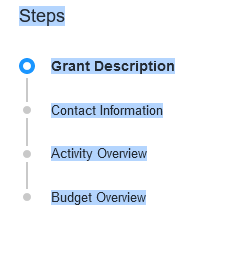 Steps
Grant Description
Contact Information
Activity Overview
Budget Overview